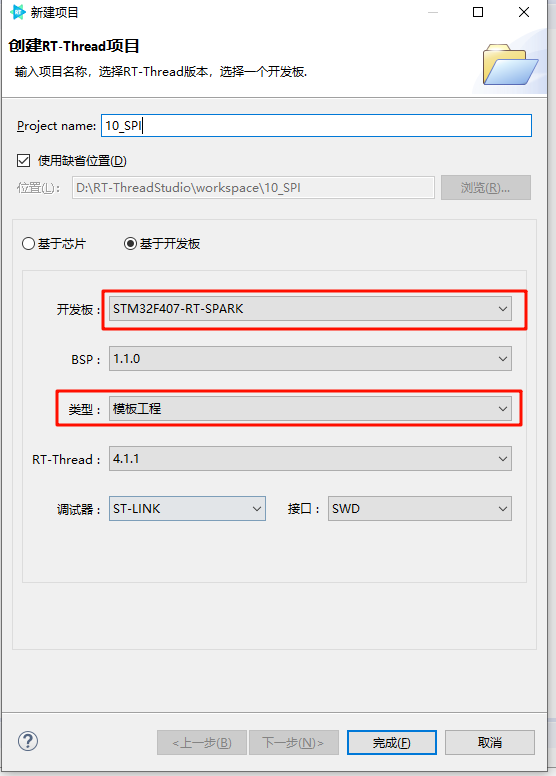 RT 新建项目
创建RT-Thread项目
输入项目名称，选择RT-Thread版本，选择一个开发板.
Project name: 10_SPI
使用缺省位置(D)
位置(L): D:\RT-ThreadStudio\workspace\10_SPI 浏览(R)...
基于芯片 基于开发板
开发板： STM32F407-RT-SPARK
BSP： 1.1.0
类型： 模板工程
RT-Thread： 4.1.1
调试器： ST-LINK 接口： SWD
? <上一步(B) 下一步(N)> 完成(F) 取消